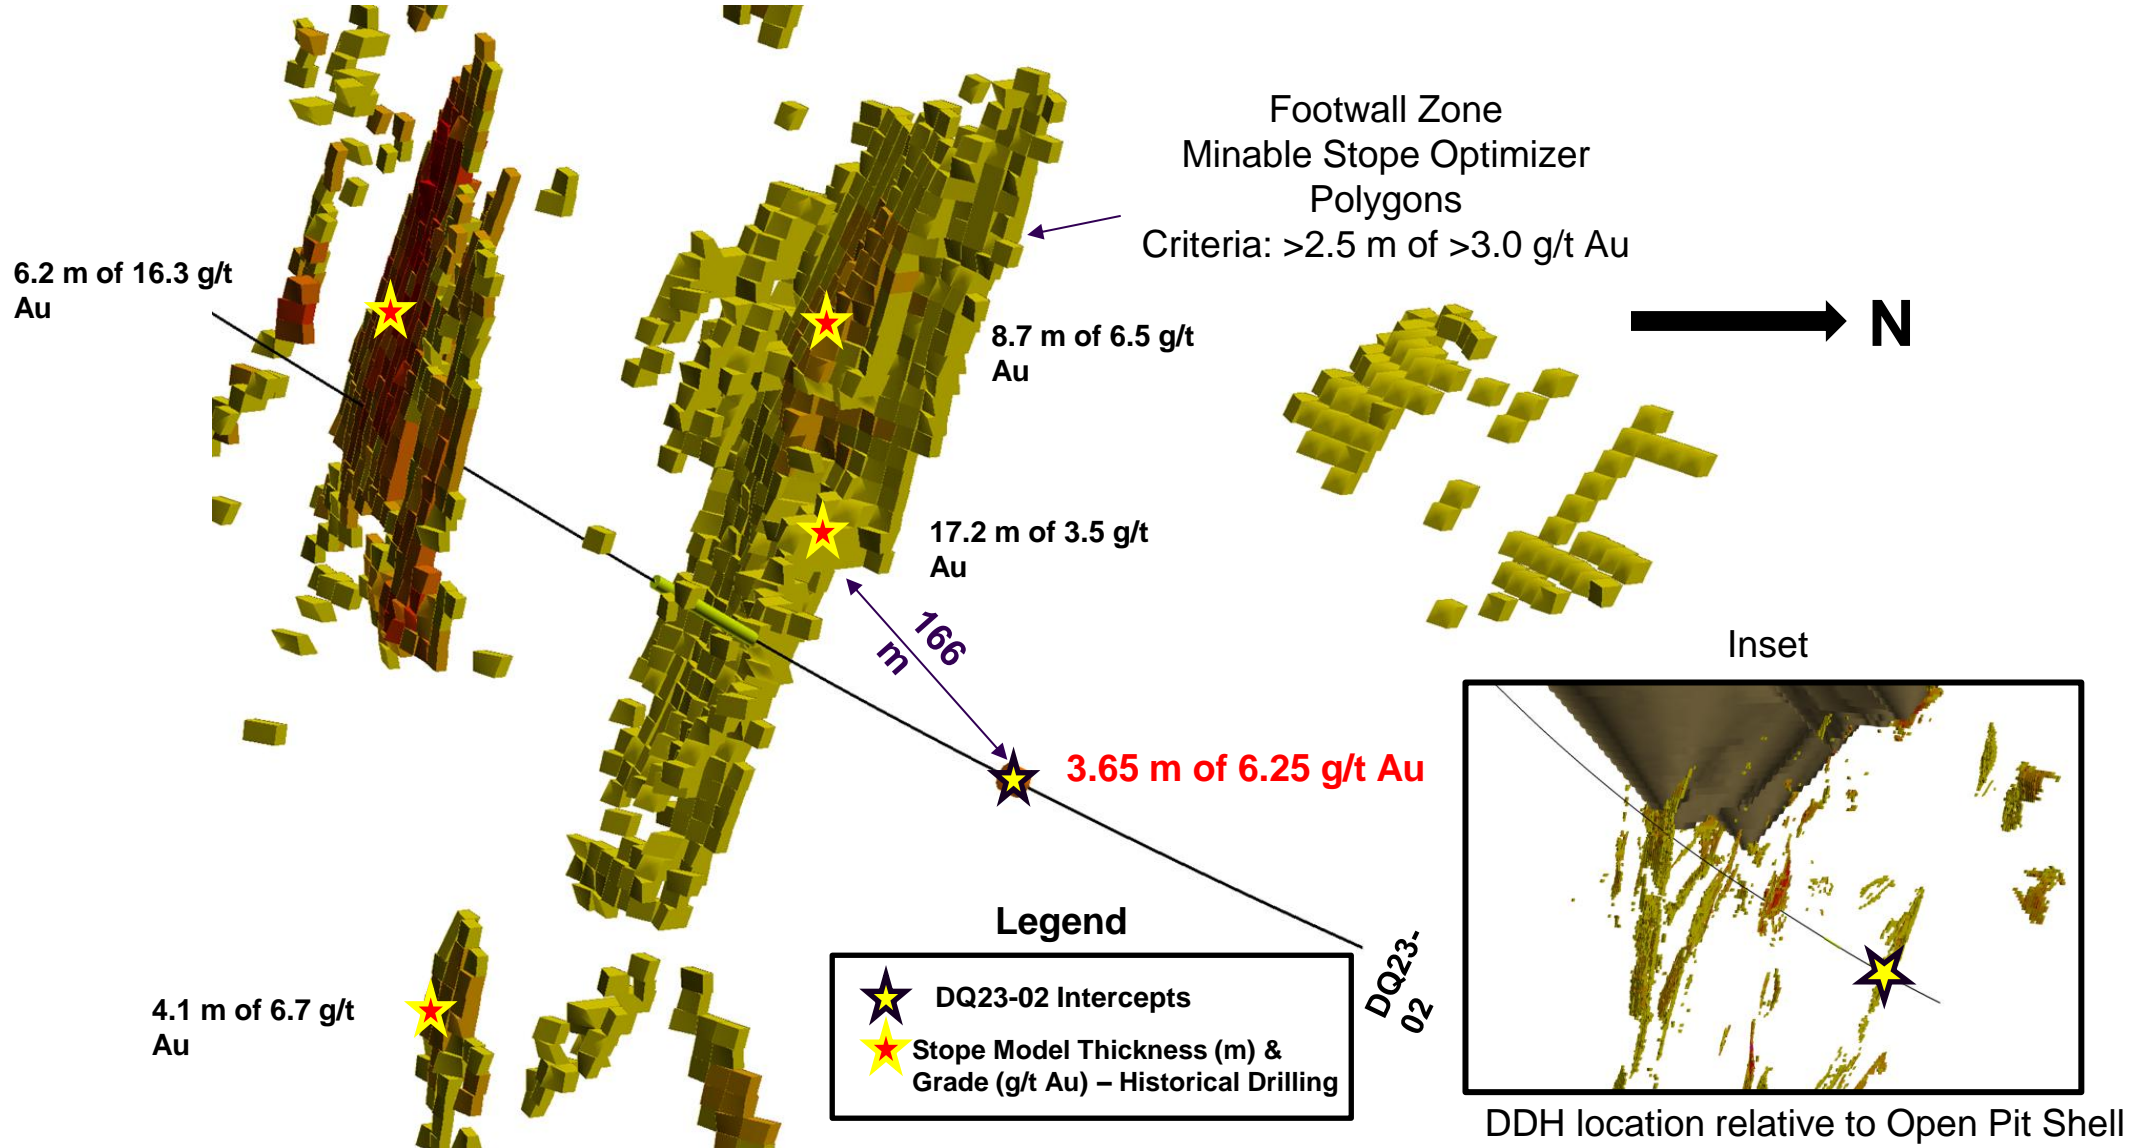 Footwall Zone
Minable Stope Optimizer
Polygons
Criteria: >2.5 m of >3.0 g/t Au
6.2 m of 16.3 g/t
Au
N
8.7 m of 6.5 g/t
Au
17.2 m of 3.5 g/t
Au
166
m
Inset
3.65 m of 6.25 g/t Au
Legend
DQ23-02 Intercepts
Stope Model Thickness (m) &
Grade (g/t Au) – Historical Drilling
DQ23-
02
4.1 m of 6.7 g/t
Au
DDH location relative to Open Pit Shell